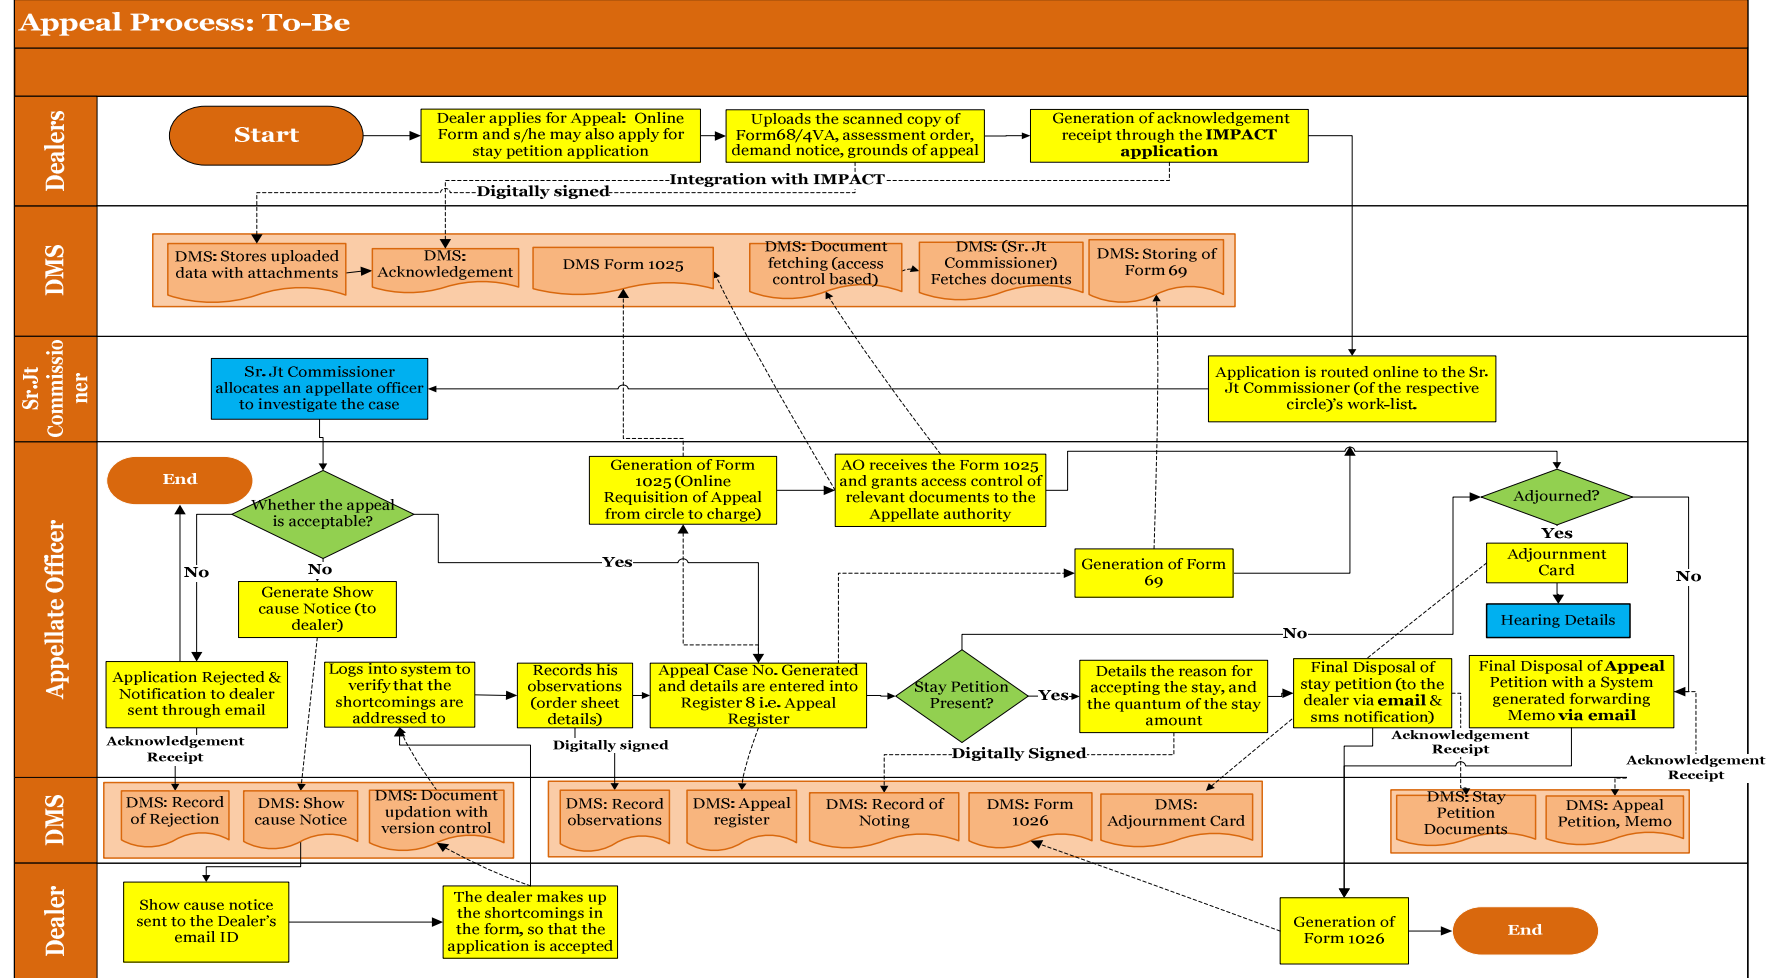 Appeal Process: To-Be
Dealers
Start
Dealer applies for Appeal:  Online
Form and s/he may also apply for
stay petition application
Uploads the scanned copy of
Form68/4VA, assessment order,
demand notice, grounds of appeal
Generation of acknowledgement
receipt through the IMPACT
application
Integration with IMPACT
Digitally signed
DMS
DMS: Stores uploaded
data with attachments
DMS:
Acknowledgement
DMS Form 1025
DMS: Document
fetching (access
control based)
DMS: (Sr. Jt
Commissioner)
Fetches documents
DMS: Storing of
Form 69
Sr.Jt
Commissio
ner
Sr. Jt Commissioner
allocates an appellate officer
to investigate the case
Application is routed online to the Sr.
Jt Commissioner (of the respective
circle)'s work-list.
Appellate Officer
End
Whether the appeal
is acceptable?
Generation of Form
1025 (Online
Requisition of Appeal
from circle to charge)
AO receives the Form 1025
and grants access control of
relevant documents to the
Appellate authority
Adjourned?
Yes
Adjournment
Card
Hearing Details
No
No
No
Yes
Generate Show
cause Notice (to
dealer)
Generation of Form
69
No
Application Rejected &
Notification to dealer
sent through email
Logs into system to
verify that the
shortcomings are
addressed to
Records his
observations
(order sheet
details)
Appeal Case No. Generated
and details are entered into
Register 8 i.e. Appeal
Register
Stay Petition
Present?
Yes
Details the reason for
accepting the stay, and
the quantum of the stay
amount
Final Disposal of
stay petition (to the
dealer via email &
sms notification)
Final Disposal of Appeal
Petition with a System
generated forwarding
Memo via email
Acknowledgement
Receipt
Digitally signed
Digitally Signed
Acknowledgement
Receipt
Acknowledgement
Receipt
DMS
DMS: Record
of Rejection
DMS: Show
cause Notice
DMS: Document
updation with
version control
DMS: Record
observations
DMS: Appeal
register
DMS: Record of
Noting
DMS: Form
1026
DMS:
Adjournment Card
DMS: Stay
Petition
Documents
DMS: Appeal
Petition, Memo
Dealer
Show cause notice
sent to the Dealer's
email ID
The dealer makes up
the shortcomings in
the form, so that the
application is accepted
Generation of
Form 1026
End